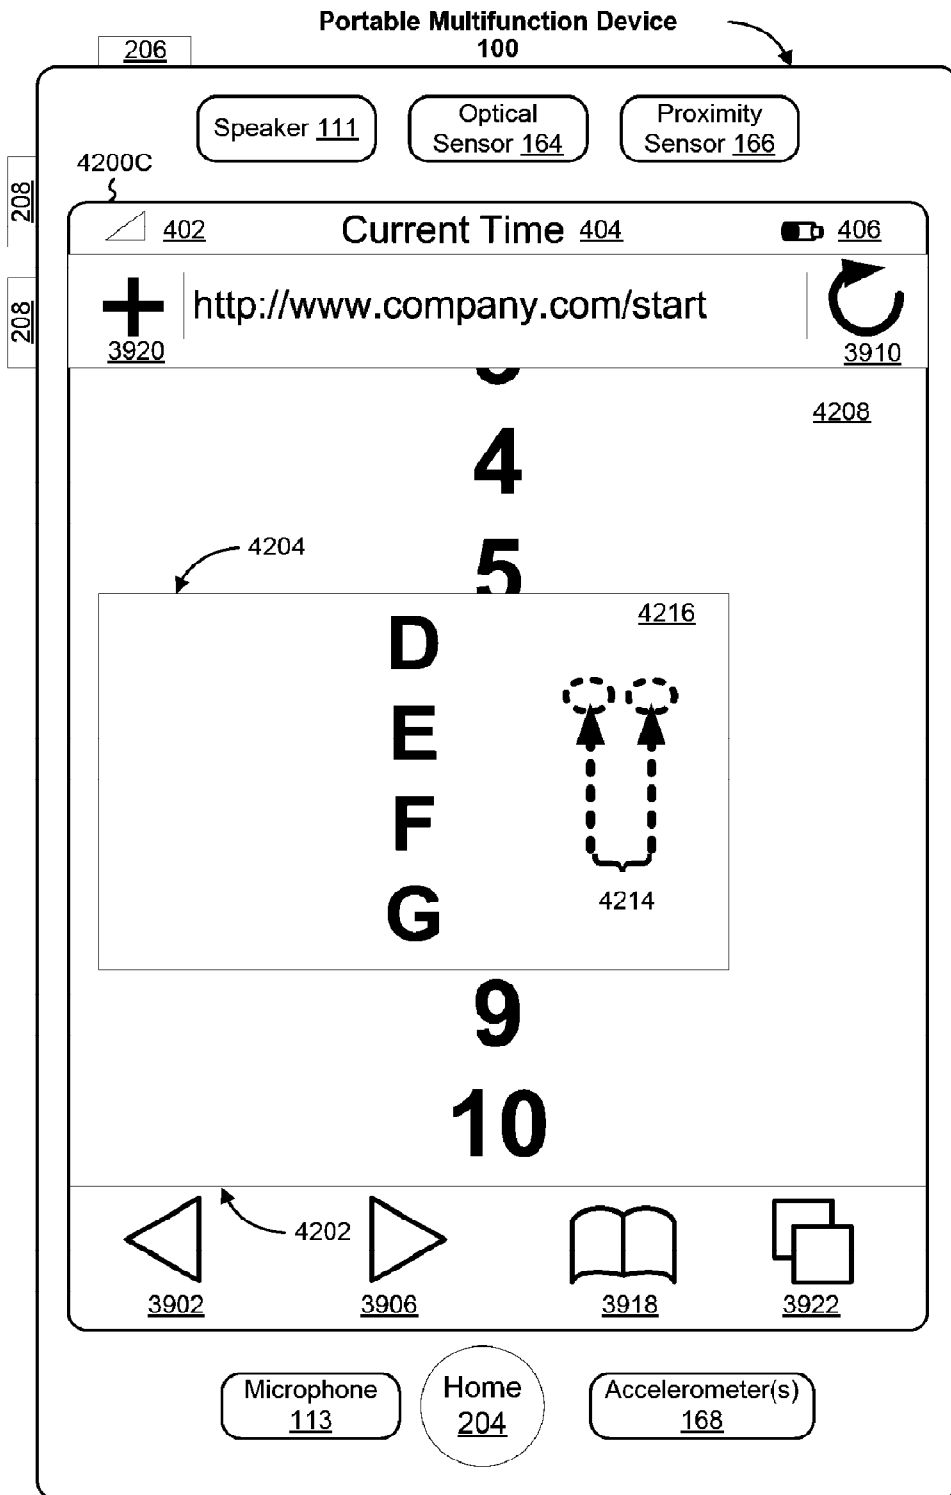 Portable Multifunction Device
100
206
Speaker 111
Optical
Sensor 164
Proximity
Sensor 166
4200C
208
402
Current Time 404
406
http://www.company.com/start
208
3920
3910
4208
4
5
4204
4216
D
E
F
G
4214
9
10
4202
3902
3906
3918
3922
Microphone
113
Home
204
Accelerometer(s)
168